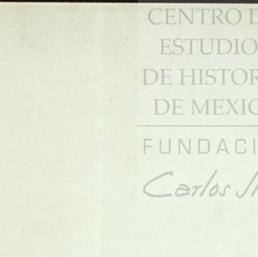 CENTRO D
ESTUDIO
DE HISTOR
DE MEXIC
FUNDACI
Carlos